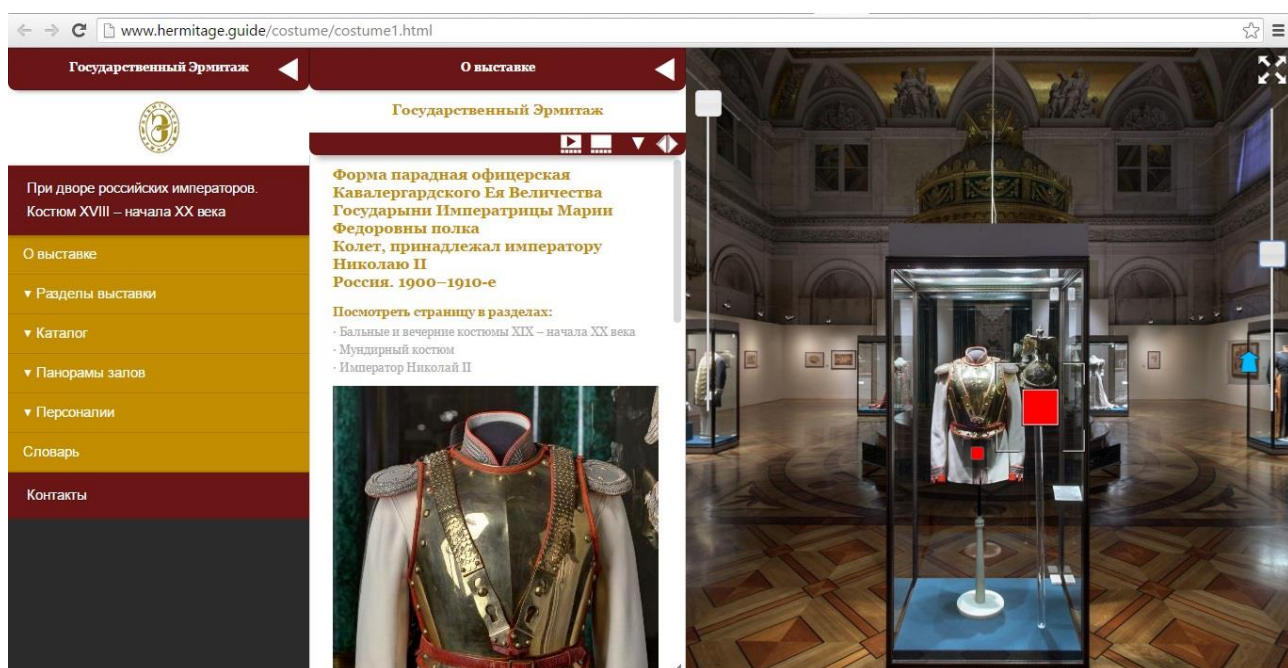 www.hermitage.guide/costume/costume1.html
Государственный Эрмитаж
При дворе российских императоров.
Костюм XVIII – начала XX века
О выставке
▾ Разделы выставки
▾ Каталог
▾ Панорамы залов
▾ Персоналии
Словарь
Контакты
О выставке
Государственный Эрмитаж
Форма парадная офицерская
Кавалергардского Ея Величества
Государыни Императрицы Марии
Федоровны полка
Колет, принадлежал императору
Николаю II
Россия. 1900–1910-е
Посмотреть страницу в разделах:
· Бальные и вечерние костюмы XIX – начала XX века
· Мундирный костюм
· Император Николай II